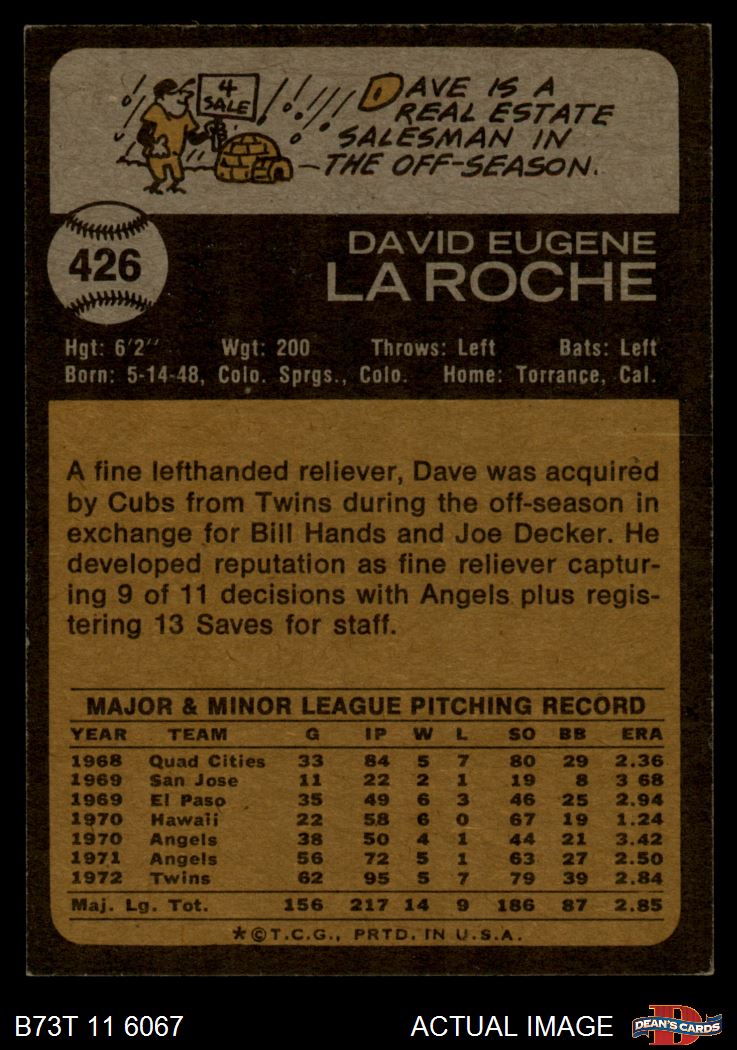 4
SALE
DAVE IS A
REAL ESTATE
SALESMAN IN
THE OFF-SEASON.
426
DAVID EUGENE
LA ROCHE
Hgt: 6'2" Wgt: 200 Throws: Left Bats: Left
Born: 5-14-48, Colo. Sprgs., Colo. Home: Torrance, Cal.
A fine lefthanded reliever, Dave was acquired
by Cubs from Twins during the off-season in
exchange for Bill Hands and Joe Decker. He
developed reputation as fine reliever captur-
ing 9 of 11 decisions with Angels plus regis-
tering 13 Saves for staff.
MAJOR & MINOR LEAGUE PITCHING RECORD
YEAR TEAM G IP W L SO BB ERA
1968 Quad Cities 33 84 5 7 80 29 2.36
1969 San Jose 11 22 2 1 19 8 3 68
1969 El Paso 35 49 6 3 46 25 2.94
1970 Hawaii 22 58 6 0 67 19 1.24
1970 Angels 38 50 4 1 44 21 3.42
1971 Angels 56 72 5 1 63 27 2.50
1972 Twins 62 95 5 7 79 39 2.84
Maj. Lg. Tot. 156 217 14 9 186 87 2.85
*©T.C.G., PRTD. IN U.S.A.
B73T 11 6067 ACTUAL IMAGE DEAN'S CARDS